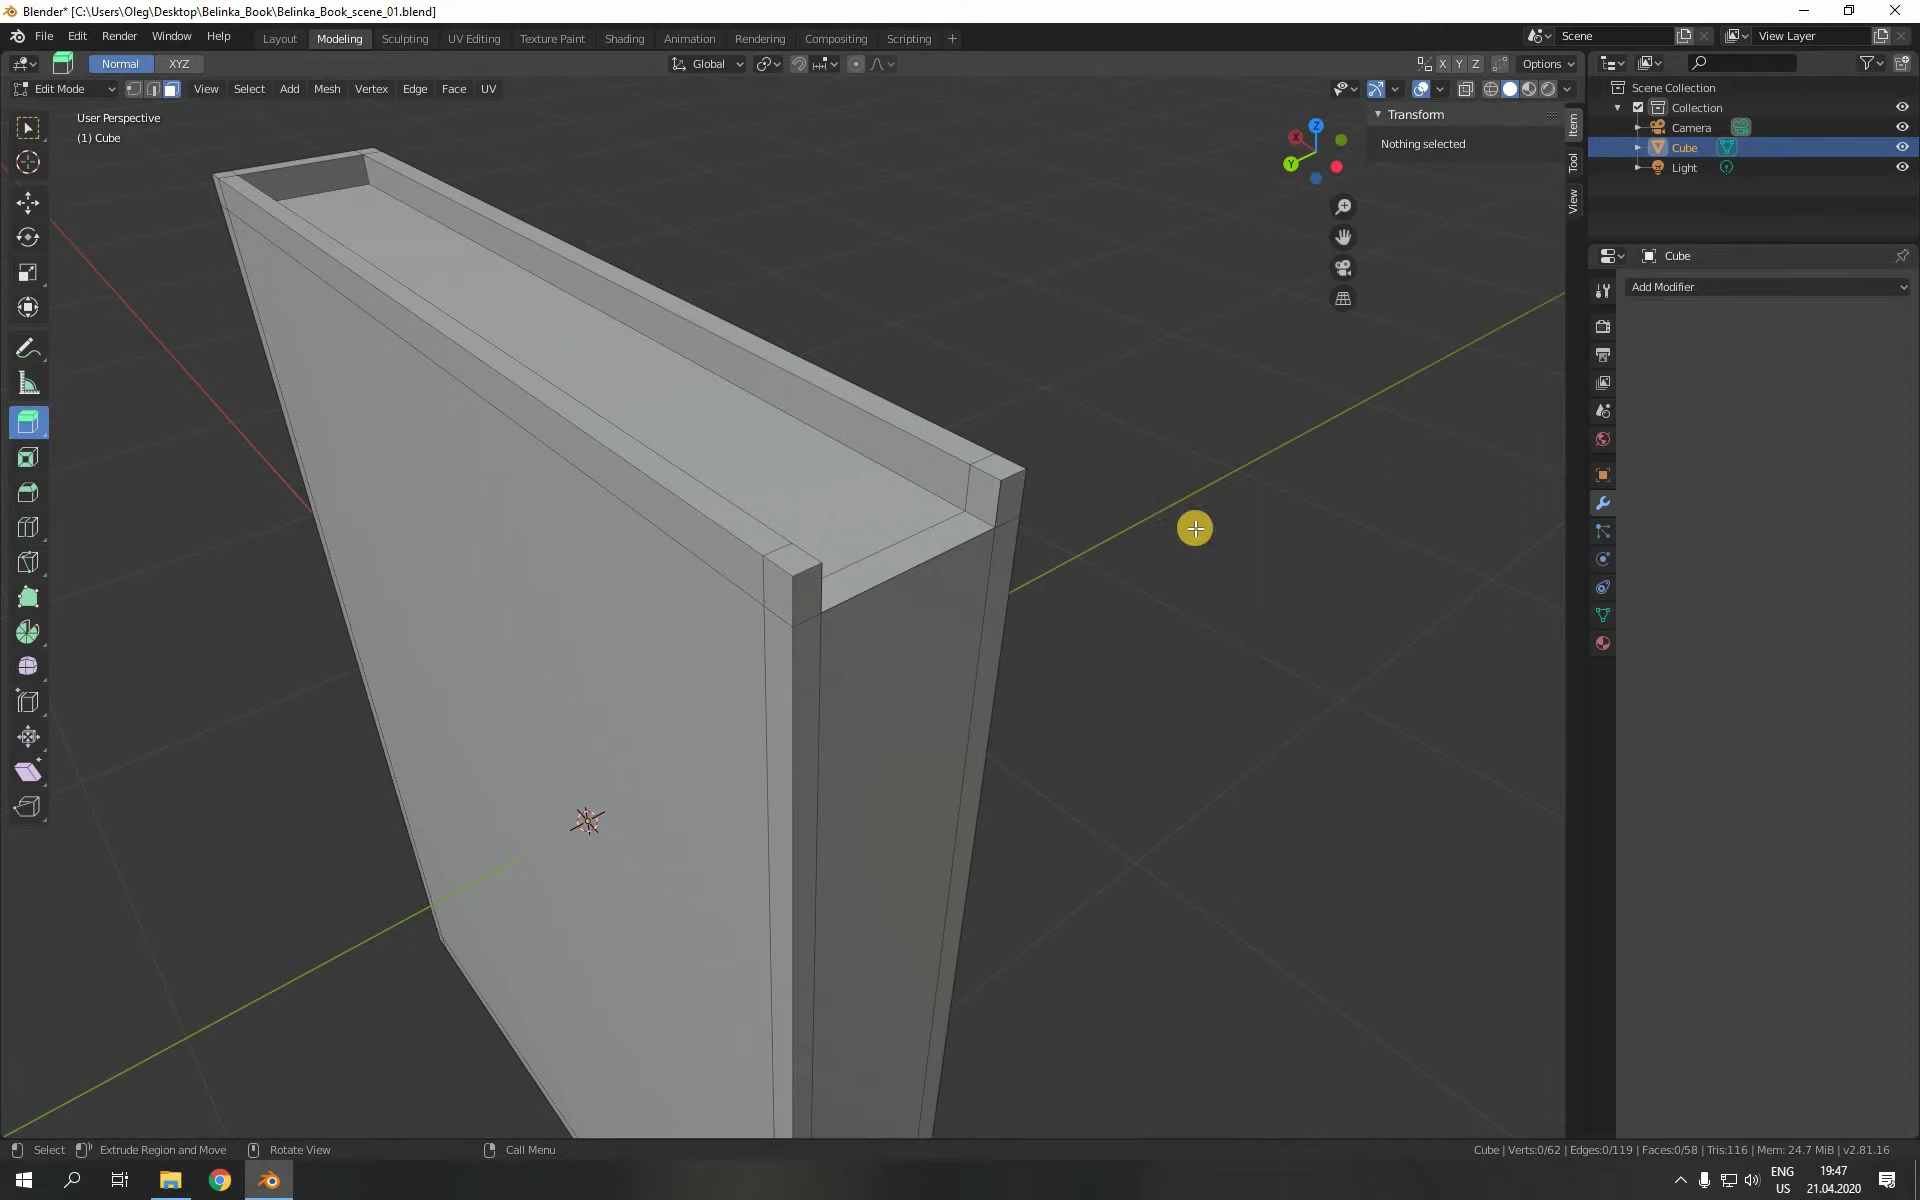 Blender* [C:\Users\Oleg\Desktop\Belinka_Book\Belinka_Book_scene_01.blend]
File Edit Render Window Help Layout Modeling Sculpting UV Editing Texture Paint Shading Animation Rendering Compositing Scripting + Scene View Layer
Normal XYZ Global X Y Z Options
Edit Mode View Select Add Mesh Vertex Edge Face UV
User Perspective
(1) Cube
Z
X
Y
Transform
Nothing selected
Item
Tool
View
Scene Collection
Collection
Camera
Cube
Light
Cube
Add Modifier
Select Extrude Region and Move Rotate View Call Menu Cube | Verts:0/62 | Edges:0/119 | Faces:0/58 | Tris:116 | Mem: 24.7 MiB | v2.81.16
ENG
US
19:47
21.04.2020